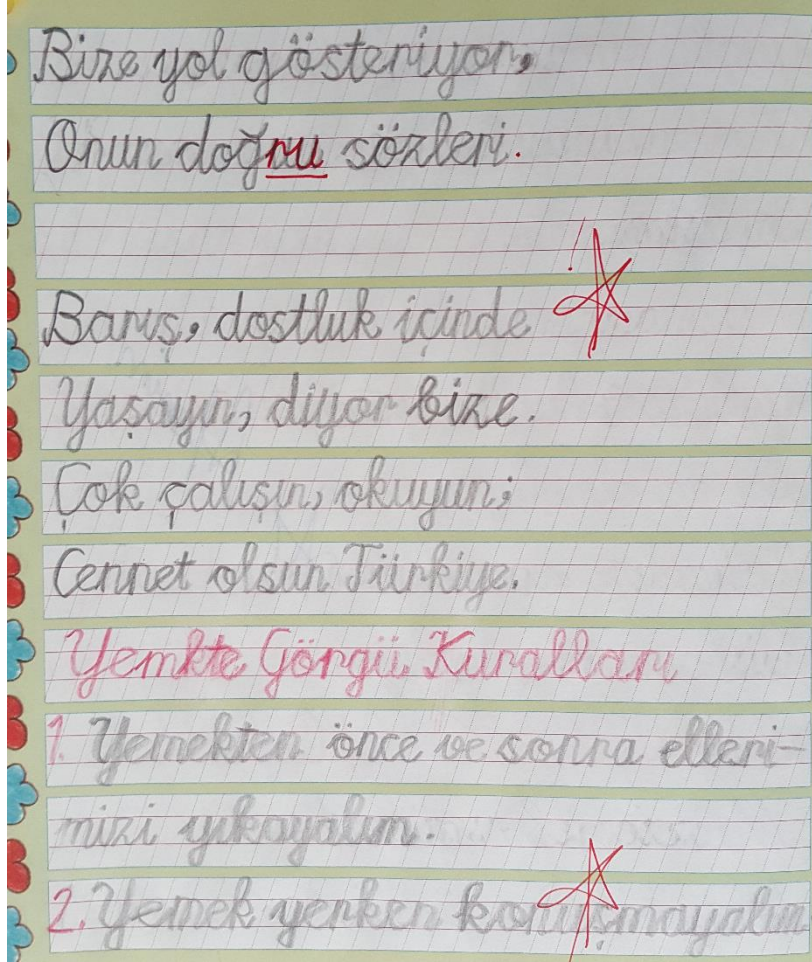 Bize yol gösteriyor,
Onun doğru sözleri.
Barış, dostluk içinde
Yaşayın, diyor bize.
Çok çalışın, okuyun;
Cennet olsun Türkiye.
Yemkte Görgü Kuralları
1. Yemekten önce ve sonra elleri-
mizi yıkayalım.
2. Yemek yerken konuşmayalım